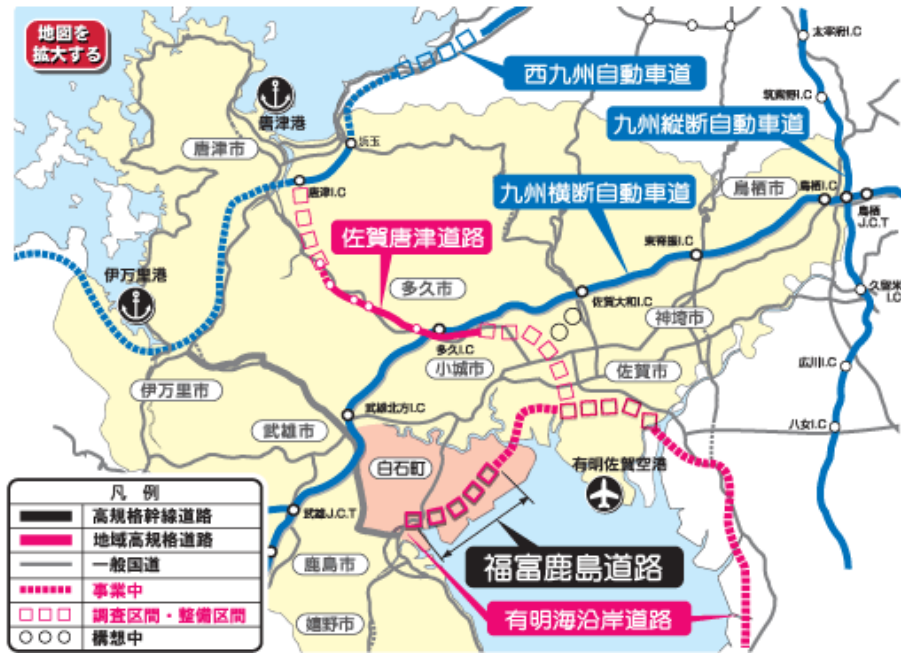 地図を
拡大する
西九州自動車道
太宰府I.C
唐津港
筑紫野I.C
九州縦断自動車道
唐津市
浜玉
九州横断自動車道
鳥栖市
鳥栖I.C
唐津I.C
鳥栖
J.C.T
佐賀唐津道路
東脊振I.C
伊万里港
多久市
佐賀大和I.C
久留米
I.C
神埼市
多久I.C
小城市
佐賀市
広川I.C
伊万里市
武雄北方I.C
武雄市
八女I.C
白石町
有明佐賀空港
凡 例
高規格幹線道路
武雄J.C.T
地域高規格道路
一般国道
鹿島市
福富鹿島道路
事業中
調査区間・整備区間
有明海沿岸道路
嬉野市
構想中